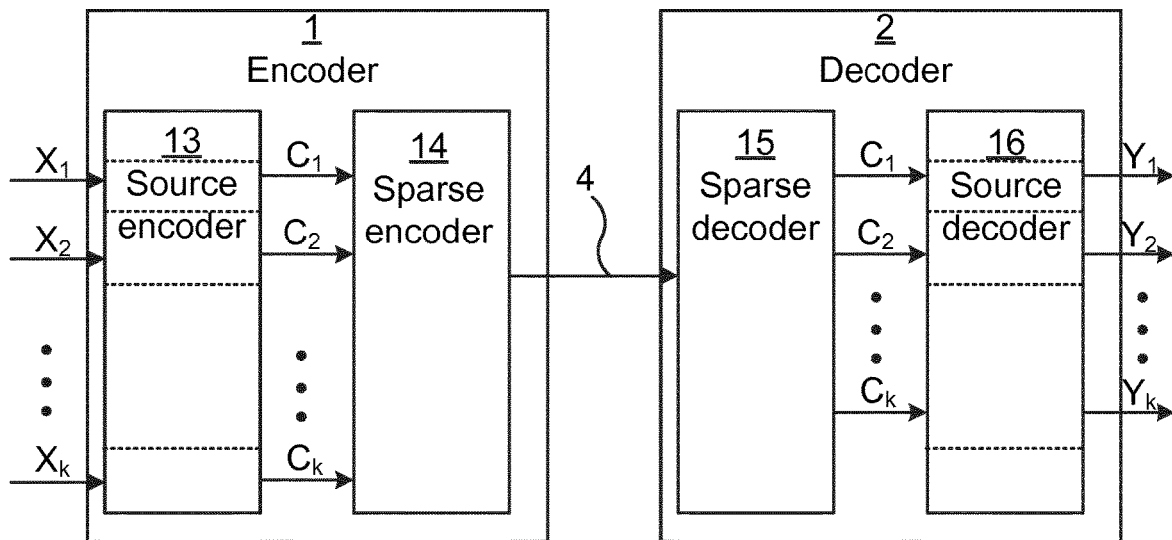 1
Encoder
2
Decoder
13
Source
encoder
14
Sparse
encoder
15
Sparse
decoder
16
Source
decoder
X1
X2
Xk
C1
C2
Ck
4
C1
C2
Ck
Y1
Y2
Yk